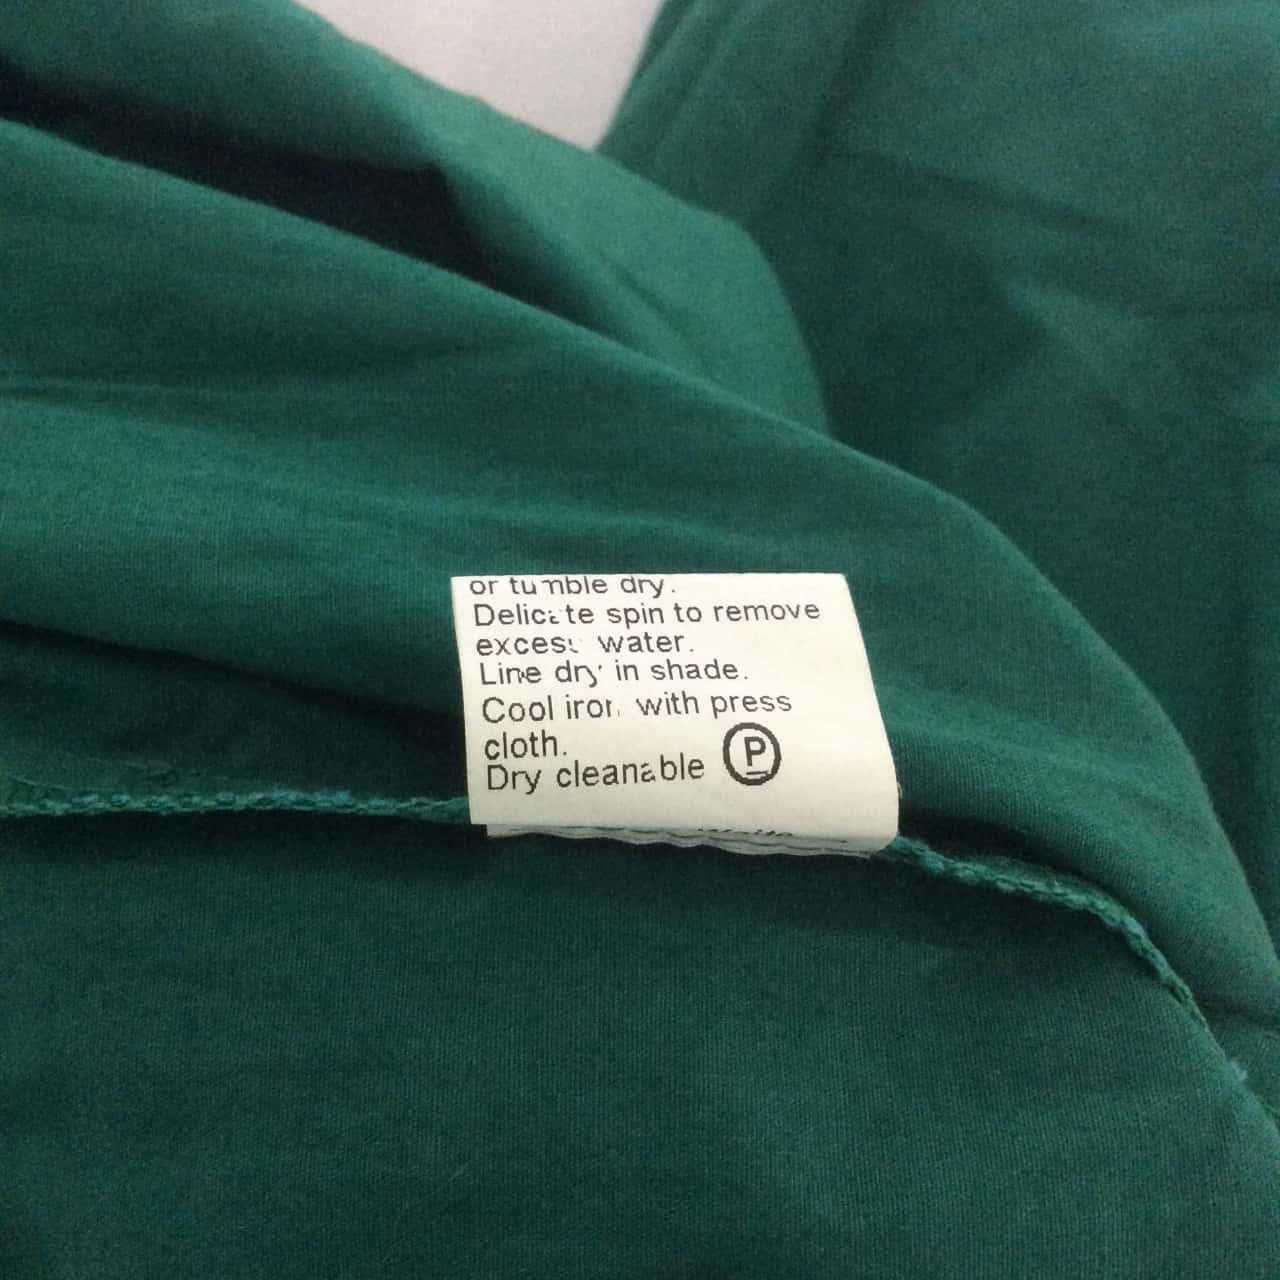 or tumble dry.
Delicate spin to remove
excess water.
Line dry in shade.
Cool iron with press
cloth.
Dry cleanable P